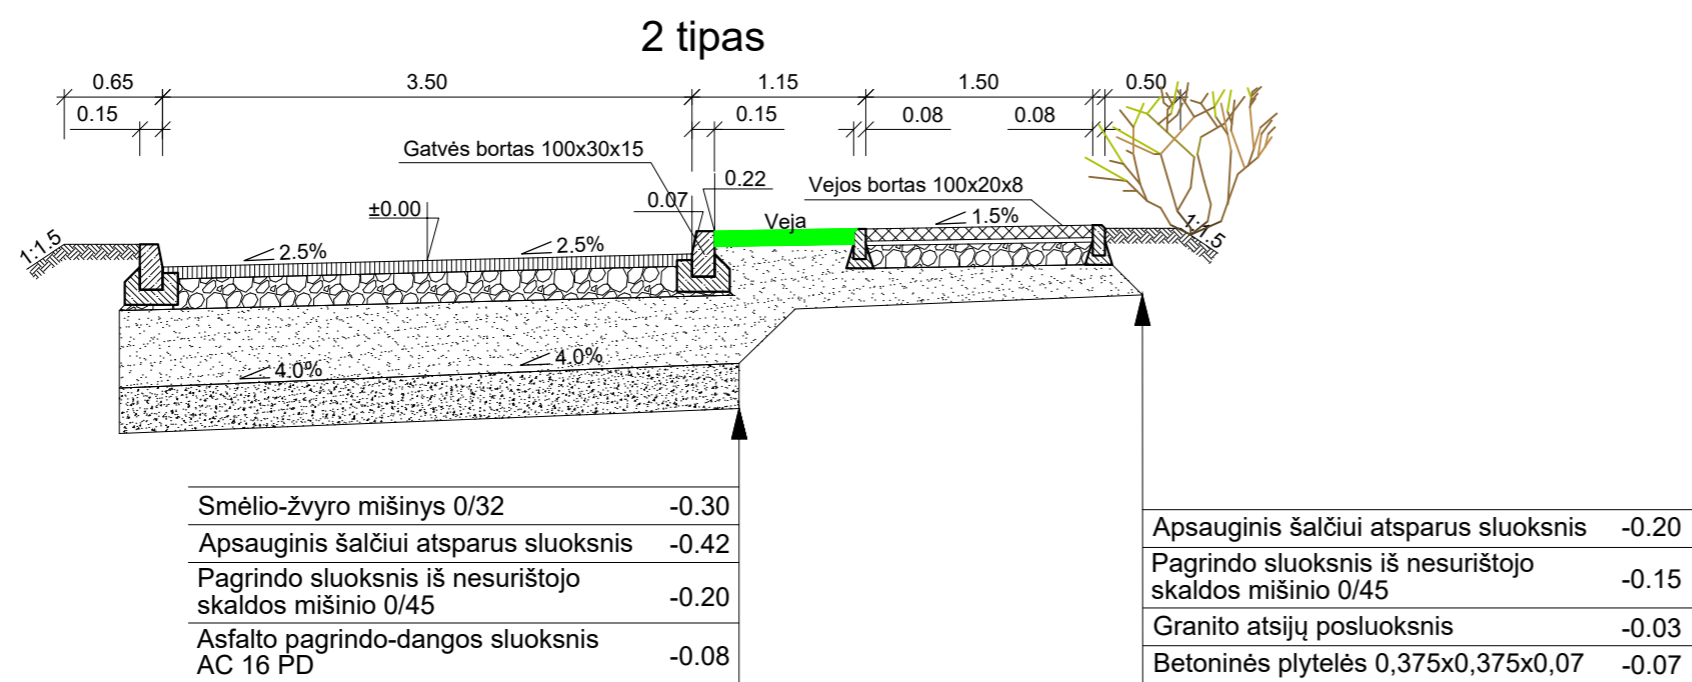 2 tipas
0.65 3.50 1.15 1.50 0.50
0.15 0.15 0.08 0.08
Gatvės bortas 100x30x15
0.22
Vejos bortas 100x20x8
0.07
±0.00
Veja
1.5%
1:1.5
2.5%
2.5%
1:1.5
4.0%
4.0%
Smėlio-žvyro mišinys 0/32 -0.30
Apsauginis šalčiui atsparus sluoksnis -0.42
Pagrindo sluoksnis iš nesurištojo
skaldos mišinio 0/45 -0.20
Asfalto pagrindo-dangos sluoksnis
AC 16 PD -0.08
Apsauginis šalčiui atsparus sluoksnis -0.20
Pagrindo sluoksnis iš nesurištojo
skaldos mišinio 0/45 -0.15
Granito atsijų posluoksnis -0.03
Betoninės plytelės 0,375x0,375x0,07 -0.07